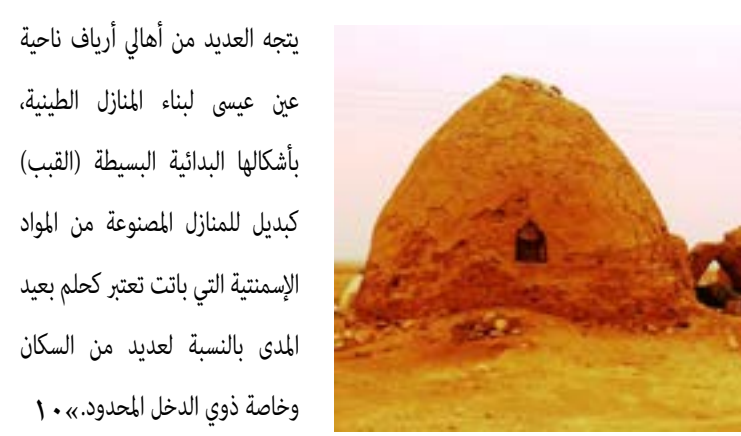 يتجه العديد من أهالي أرياف ناحية
عين عيسى لبناء المنازل الطينية،
بأشكالها البدائية البسيطة (القبب)
كبديل للمنازل المصنوعة من المواد
الإسمنتية التي باتت تعتبر كحلم بعيد
المدى بالنسبة لعديد من السكان
وخاصة ذوي الدخل المحدود.»١٠